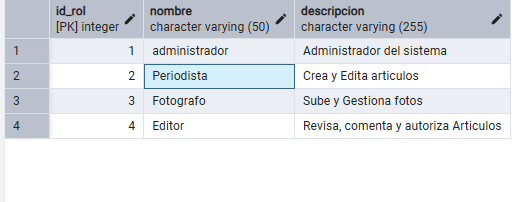 id_rol nombre descripcion
[PK] integer character varying (50) character varying (255)
1 1 administrador Administrador del sistema
2 2 Periodista Crea y Edita articulos
3 3 Fotografo Sube y Gestiona fotos
4 4 Editor Revisa, comenta y autoriza Articulos